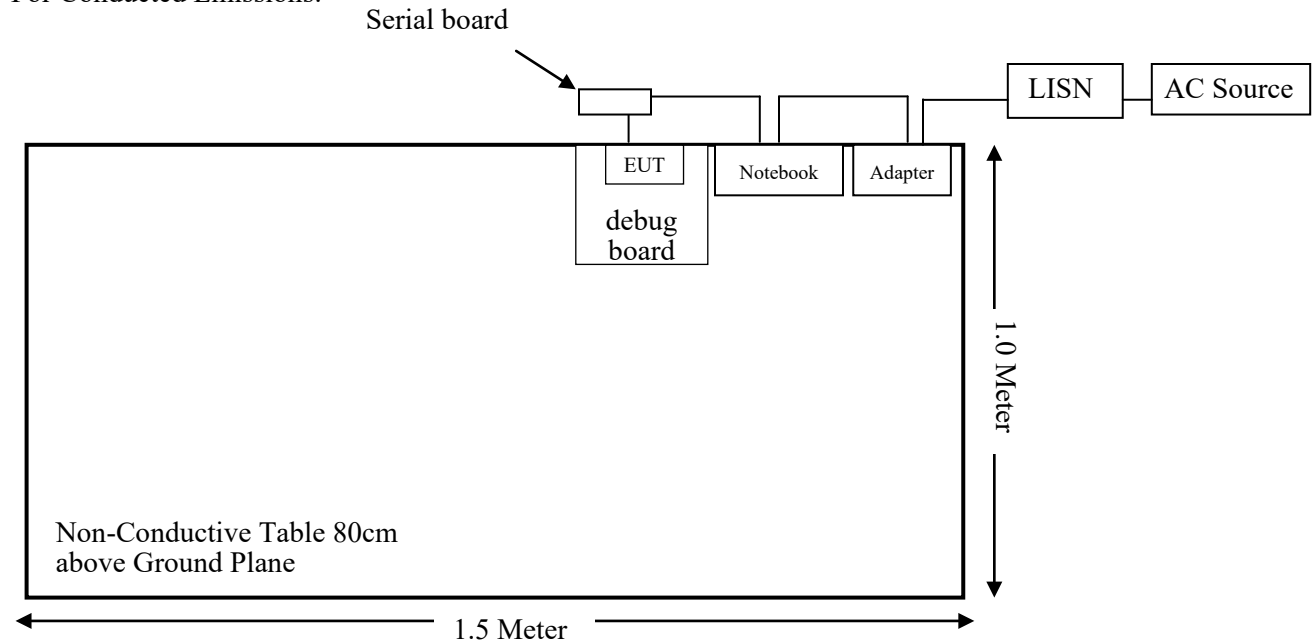 For Conducted Emissions:
Serial board
LISN
AC Source
EUT
Notebook
Adapter
debug
board
1.0 Meter
Non-Conductive Table 80cm
above Ground Plane
1.5 Meter